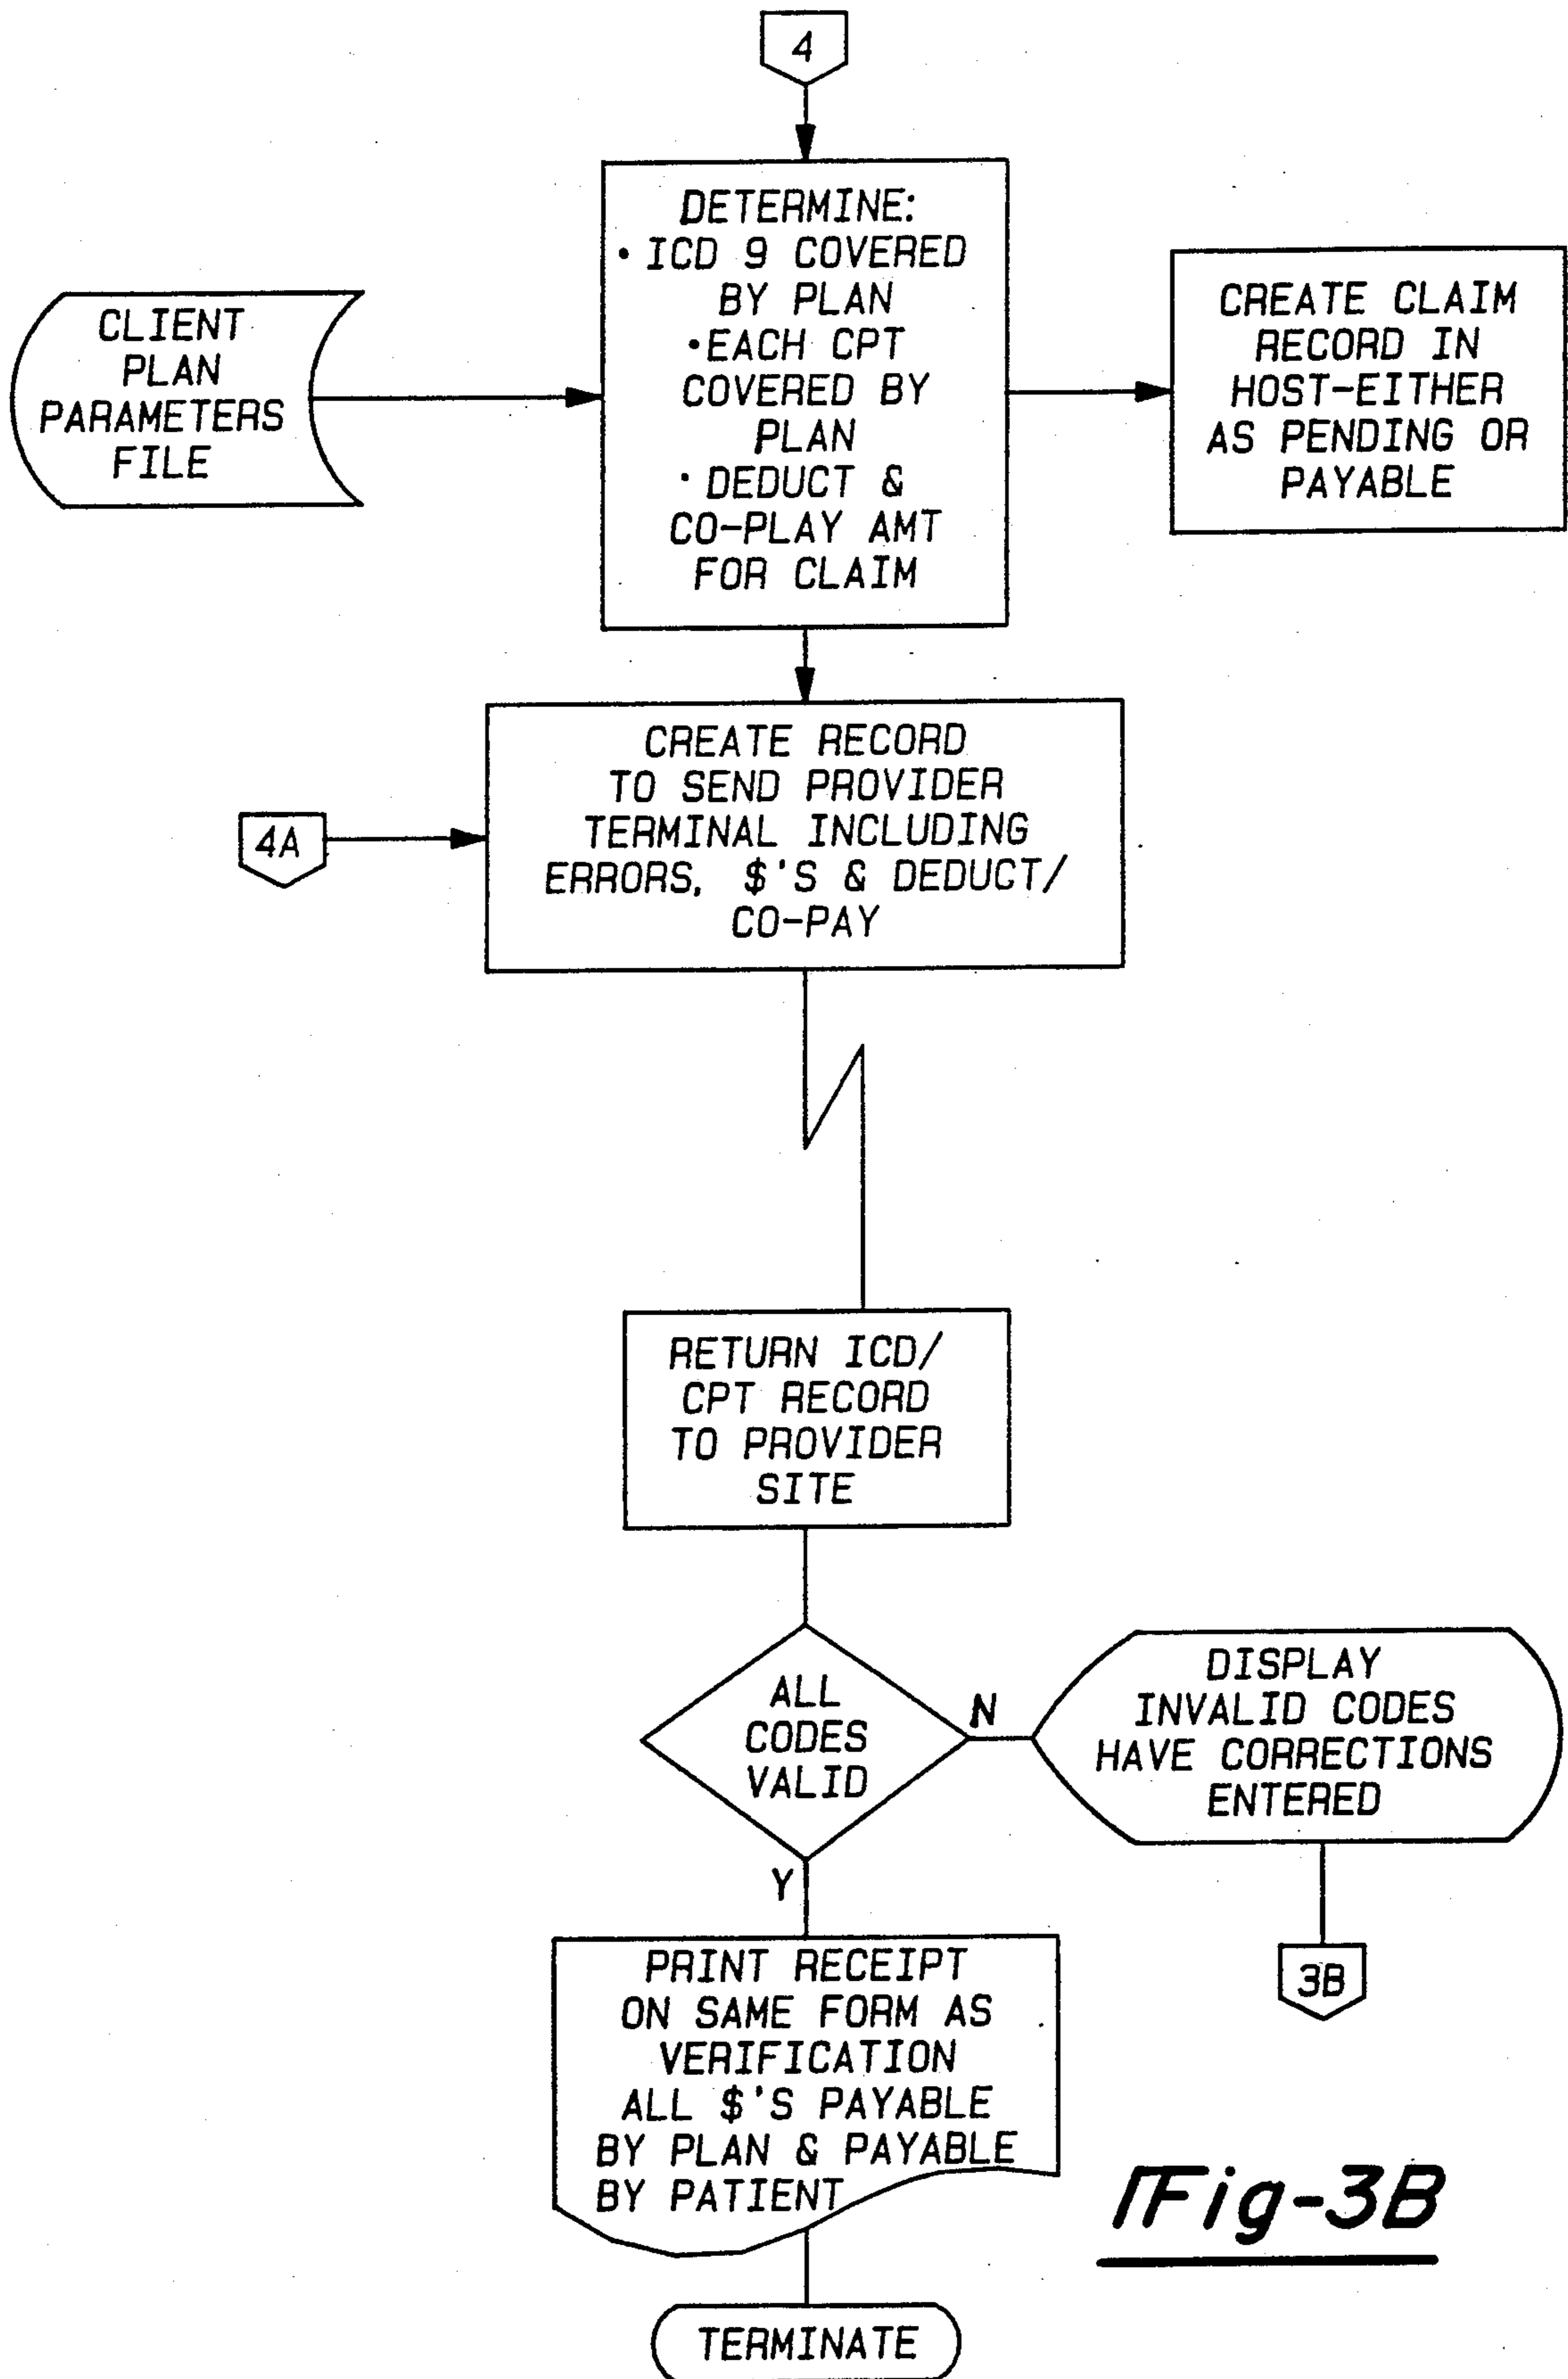 4
DETERMINE:
• ICD 9 COVERED
BY PLAN
• EACH CPT
COVERED BY
PLAN
• DEDUCT &
CO-PLAY AMT
FOR CLAIM
CLIENT
PLAN
PARAMETERS
FILE
CREATE CLAIM
RECORD IN
HOST-EITHER
AS PENDING OR
PAYABLE
CREATE RECORD
TO SEND PROVIDER
TERMINAL INCLUDING
ERRORS, $'S & DEDUCT/
CO-PAY
4A
RETURN ICD/
CPT RECORD
TO PROVIDER
SITE
ALL
CODES
VALID
N
DISPLAY
INVALID CODES
HAVE CORRECTIONS
ENTERED
Y
3B
PRINT RECEIPT
ON SAME FORM AS
VERIFICATION
ALL $'S PAYABLE
BY PLAN & PAYABLE
BY PATIENT
Fig-3B
TERMINATE